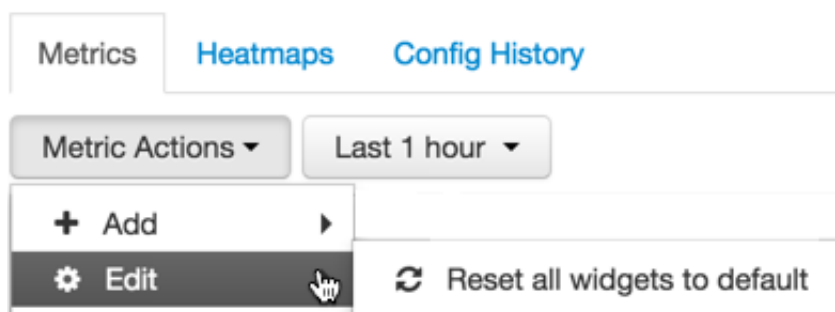 Metrics Heatmaps Config History
Metric Actions Last 1 hour
Add
Edit Reset all widgets to default